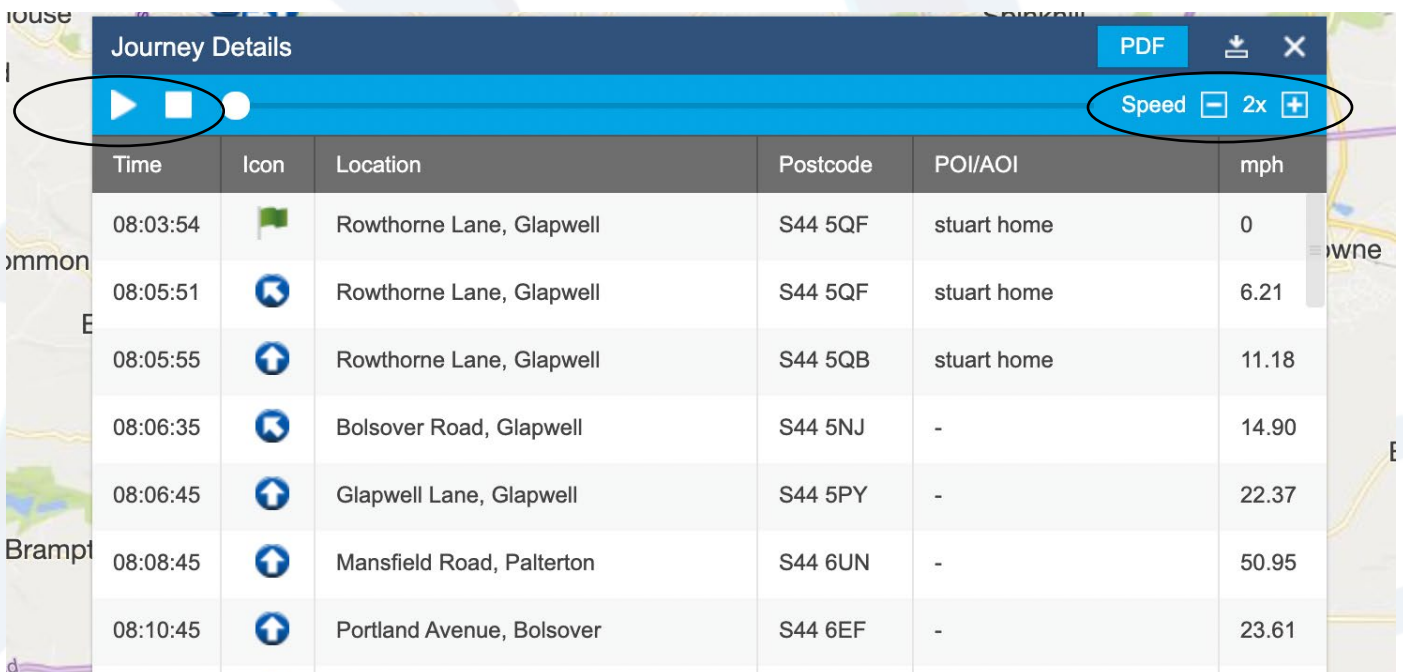 Journey Details PDF
Speed 2x
Time Icon Location Postcode POI/AOI mph
08:03:54 Rowthorne Lane, Glapwell S44 5QF stuart home 0
08:05:51 Rowthorne Lane, Glapwell S44 5QF stuart home 6.21
08:05:55 Rowthorne Lane, Glapwell S44 5QB stuart home 11.18
08:06:35 Bolsover Road, Glapwell S44 5NJ - 14.90
08:06:45 Glapwell Lane, Glapwell S44 5PY - 22.37
Brampt
08:08:45 Mansfield Road, Palterton S44 6UN - 50.95
08:10:45 Portland Avenue, Bolsover S44 6EF - 23.61